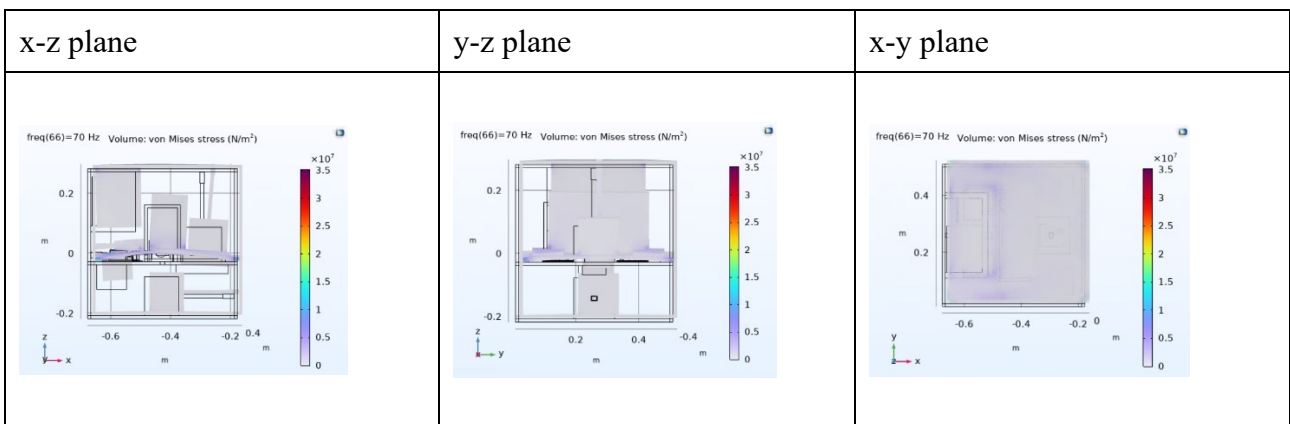 x-z plane
y-z plane
x-y plane
freq(66)=70 Hz Volume: von Mises stress (N/m²)
×10⁷
3.5
3
2.5
2
1.5
1
0.5
0
0.2
0
-0.2
m
-0.6
-0.4
-0.2
0.4
m
m
z
y
x
freq(66)=70 Hz Volume: von Mises stress (N/m²)
×10⁷
3.5
3
2.5
2
1.5
1
0.5
0
0.2
0
-0.2
m
0.2
0.4
-0.4
m
m
z
x
y
freq(66)=70 Hz Volume: von Mises stress (N/m²)
×10⁷
3.5
3
2.5
2
1.5
1
0.5
0
0.4
0.2
m
-0.6
-0.4
-0.2
0
m
m
y
z
x